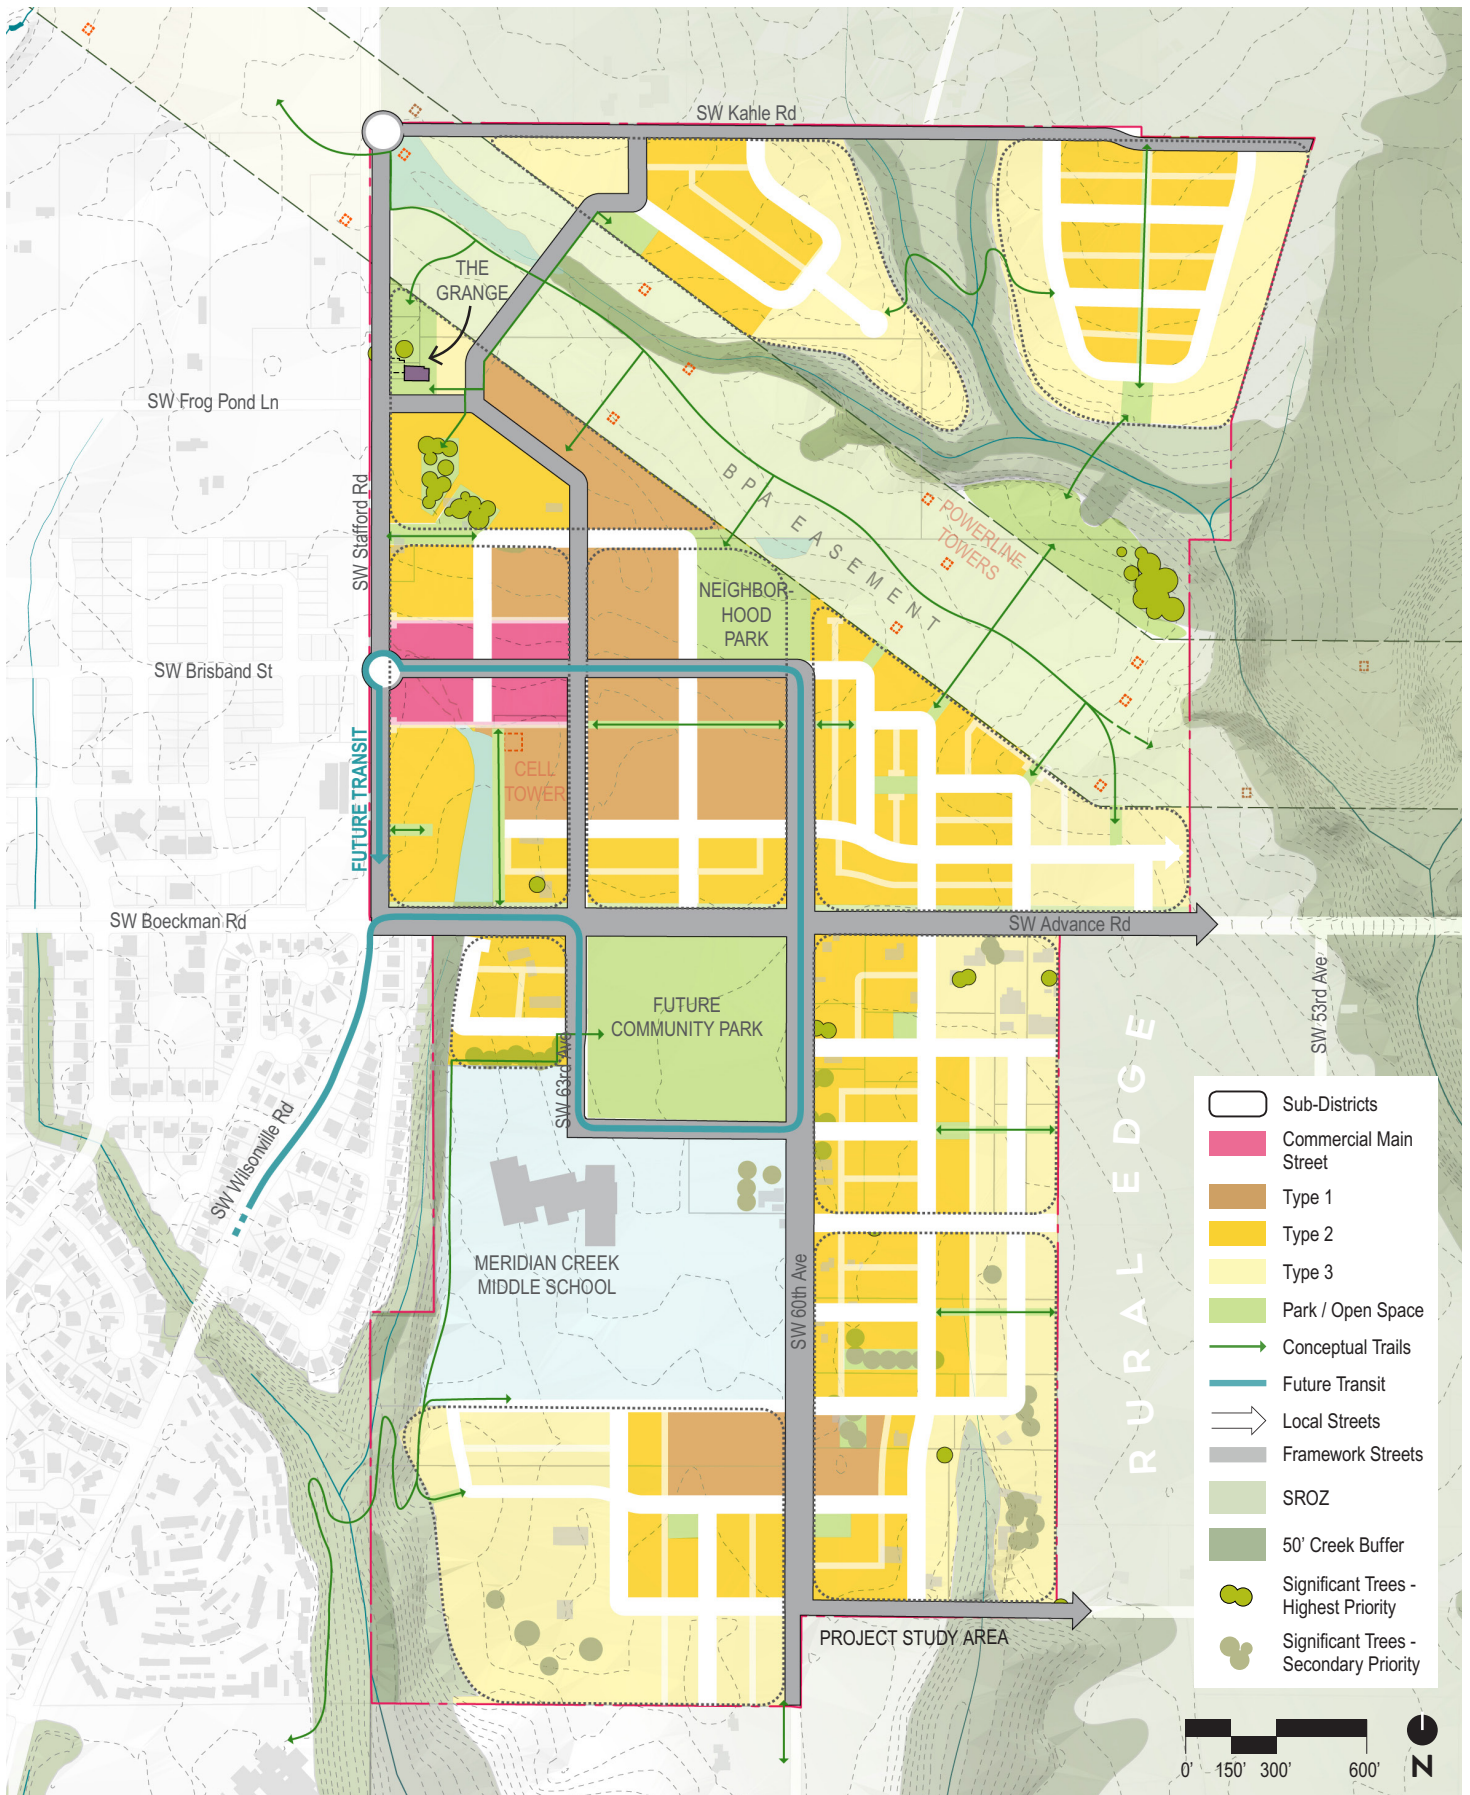 SW Kahle Rd
THE
GRANGE
SW Frog Pond Ln
SW Stafford Rd
BPA EASEMENT
POWERLINE
TOWERS
NEIGHBOR-
HOOD
PARK
SW Brisband St
FUTURE TRANSIT
CELL
TOWER
SW Boeckman Rd
SW Advance Rd
SW 53rd Ave
FUTURE
COMMUNITY PARK
SW 63rd Ave
SW Wilsonville Rd
RURAL EDGE
MERIDIAN CREEK
MIDDLE SCHOOL
SW 60th Ave
PROJECT STUDY AREA
Sub-Districts
Commercial Main
Street
Type 1
Type 2
Type 3
Park / Open Space
Conceptual Trails
Future Transit
Local Streets
Framework Streets
SROZ
50' Creek Buffer
Significant Trees -
Highest Priority
Significant Trees -
Secondary Priority
0' 150' 300' 600'
N